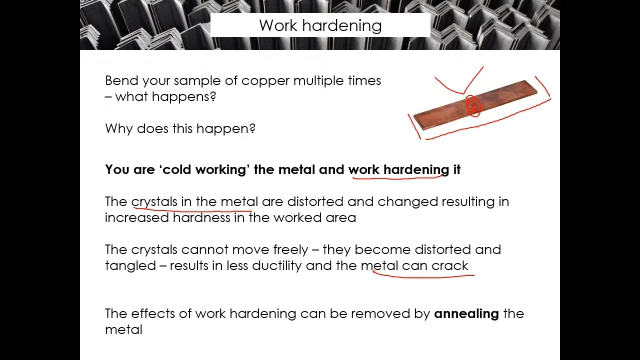 Work hardening
Bend your sample of copper multiple times
– what happens?
Why does this happen?
You are ‘cold working’ the metal and work hardening it
The crystals in the metal are distorted and changed resulting in
increased hardness in the worked area
The crystals cannot move freely – they become distorted and
tangled – results in less ductility and the metal can crack
The effects of work hardening can be removed by annealing the
metal